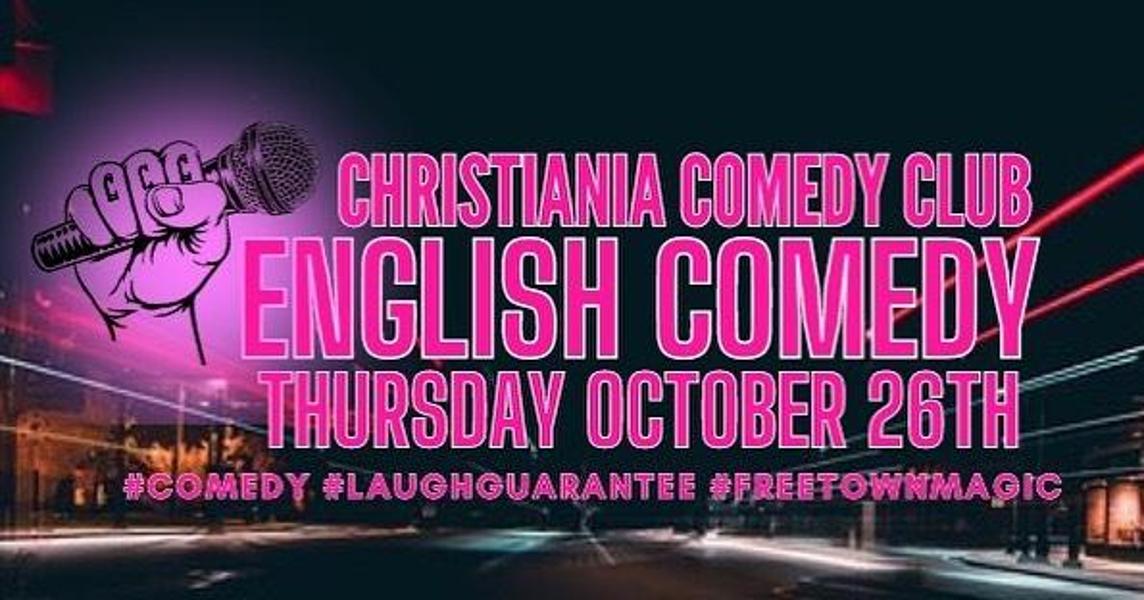 CHRISTIANIA COMEDY CLUB
ENGLISH COMEDY
THURSDAY OCTOBER 26TH
#COMEDY #LAUGHGUARANTEE #FREETOWNMAGIC